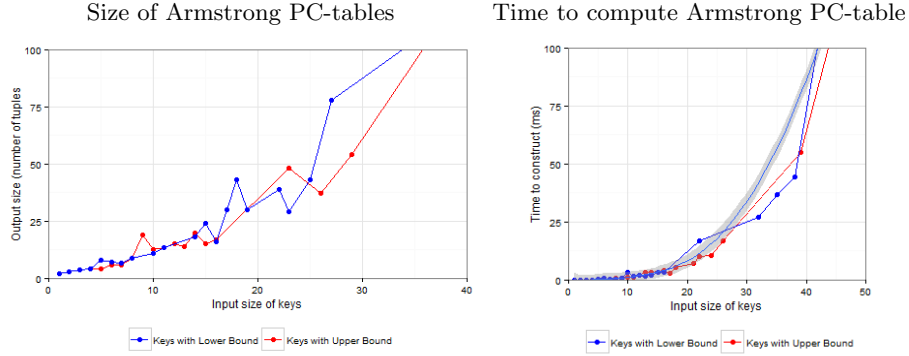 Size of Armstrong PC-tables
100
75
50
25
0
0
10
20
30
40
Output size (number of tuples
Input size of keys
Keys with Lower Bound
Keys with Upper Bound
Time to compute Armstrong PC-table
100
75
50
25
0
0
10
20
30
40
50
Time to construct (ms)
Input size of keys
Keys with Lower Bound
Keys with Upper Bound